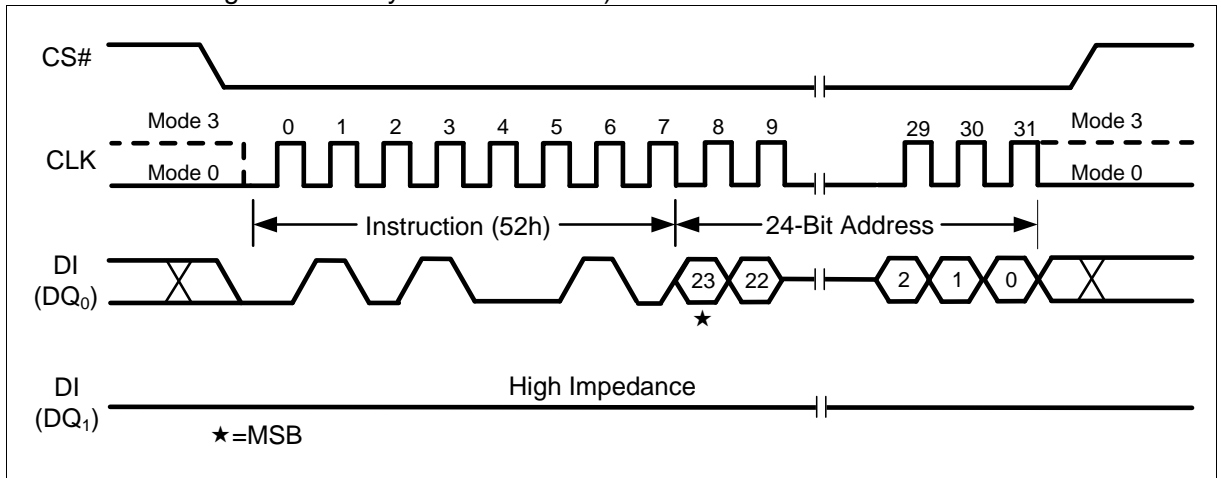 CS#
Mode 3 0 1 2 3 4 5 6 7 8 9 29 30 31 Mode 3
CLK
Mode 0 Mode 0
Instruction (52h) 24-Bit Address
DI
(DQ₀)
23 22 2 1 0
★
DI
(DQ₁)
High Impedance
★=MSB